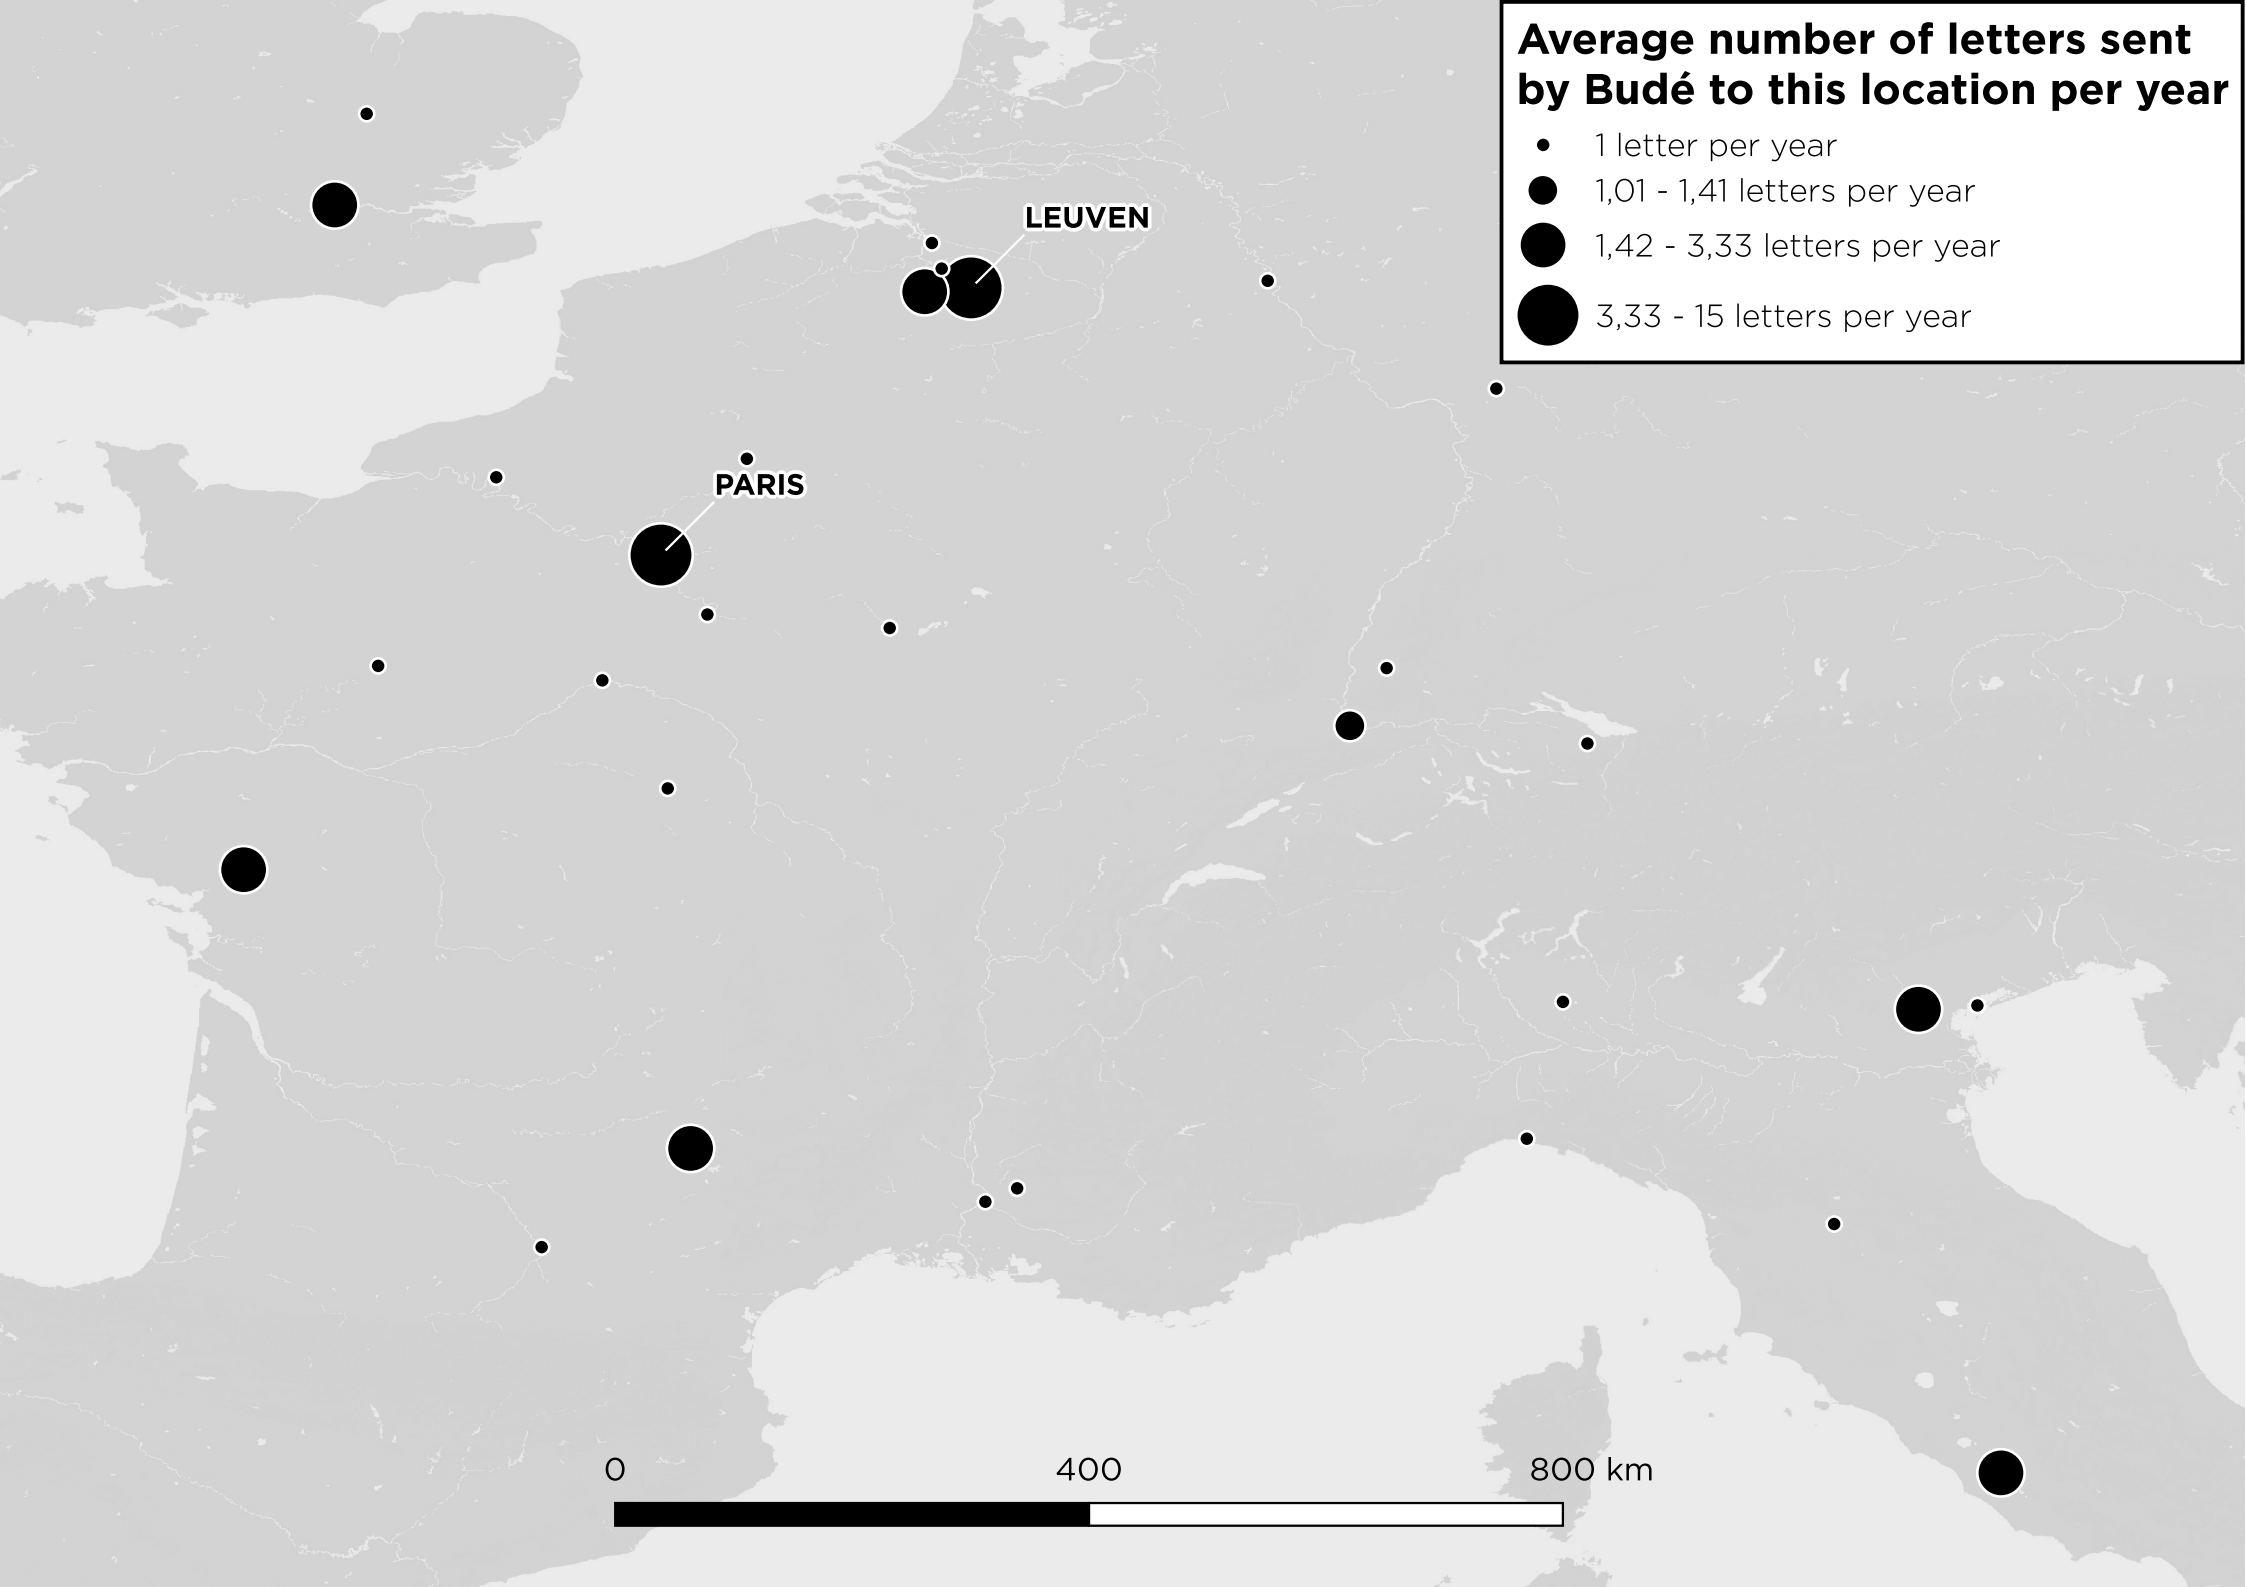 Average number of letters sent
by Budé to this location per year
1 letter per year
1,01 - 1,41 letters per year
1,42 - 3,33 letters per year
3,33 - 15 letters per year
LEUVEN
PARIS
0 400 800 km